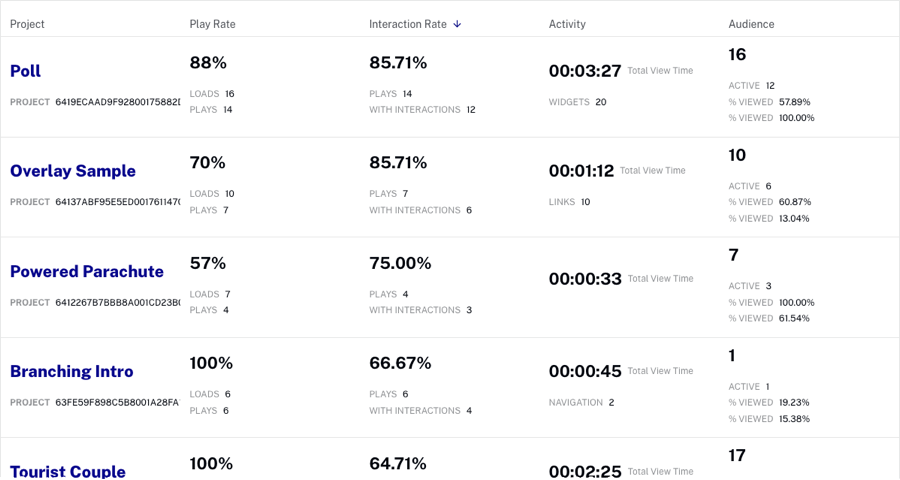 Project Play Rate Interaction Rate ↓ Activity Audience
Poll 88% 85.71% 00:03:27 Total View Time 16
PROJECT 6419ECAAD9F92800175882 LOADS 16 PLAYS 14 WIDGETS 20 ACTIVE 12
PLAYS 14 WITH INTERACTIONS 12 % VIEWED 57.89%
% VIEWED 100.00%
Overlay Sample 70% 85.71% 00:01:12 Total View Time 10
PROJECT 64137ABF95E5ED0017611470 LOADS 10 PLAYS 7 LINKS 10 ACTIVE 6
PLAYS 7 WITH INTERACTIONS 6 % VIEWED 60.87%
% VIEWED 13.04%
Powered Parachute 57% 75.00% 00:00:33 Total View Time 7
PROJECT 6412267B7BBB8A001CD23B LOADS 7 PLAYS 4 ACTIVE 3
PLAYS 4 WITH INTERACTIONS 3 % VIEWED 100.00%
% VIEWED 61.54%
Branching Intro 100% 66.67% 00:00:45 Total View Time 1
PROJECT 63FE59F898C5B8001A28FA LOADS 6 PLAYS 6 NAVIGATION 2 ACTIVE 1
PLAYS 6 WITH INTERACTIONS 4 % VIEWED 19.23%
% VIEWED 15.38%
Tourist Couple 100% 64.71% 00:02:25 Total View Time 17